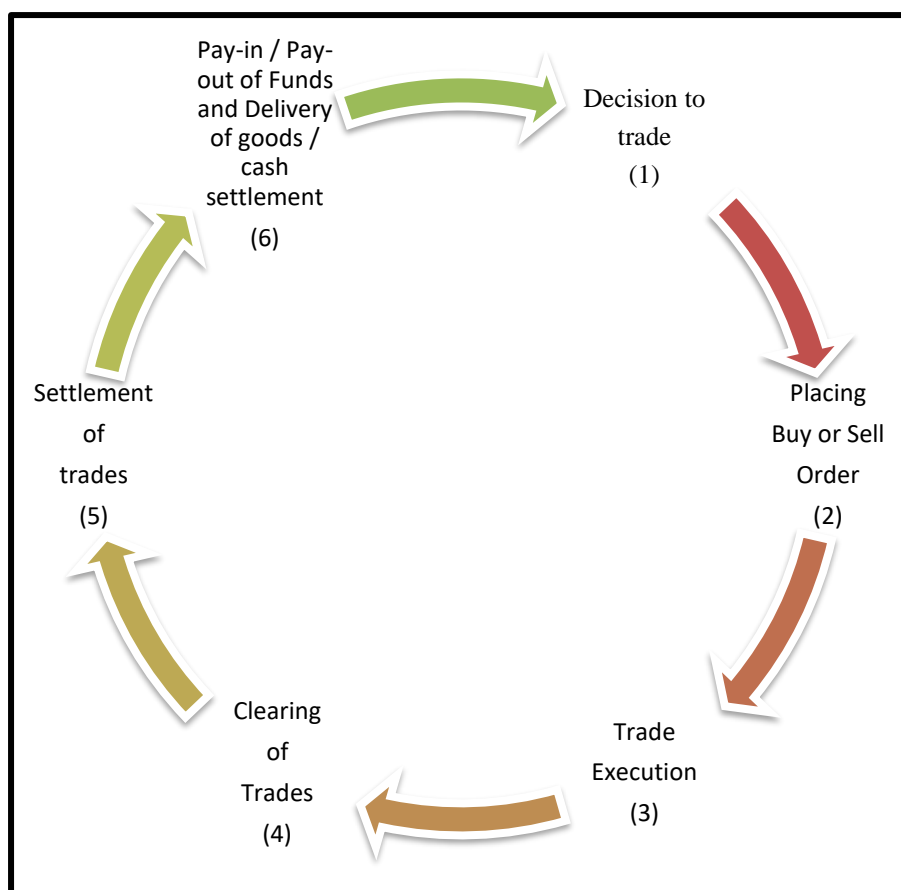 Decision to
trade
(1)
Placing
Buy or Sell
Order
(2)
Trade
Execution
(3)
Clearing
of
Trades
(4)
Settlement
of
trades
(5)
Pay-in / Pay-
out of Funds
and Delivery
of goods /
cash
settlement
(6)